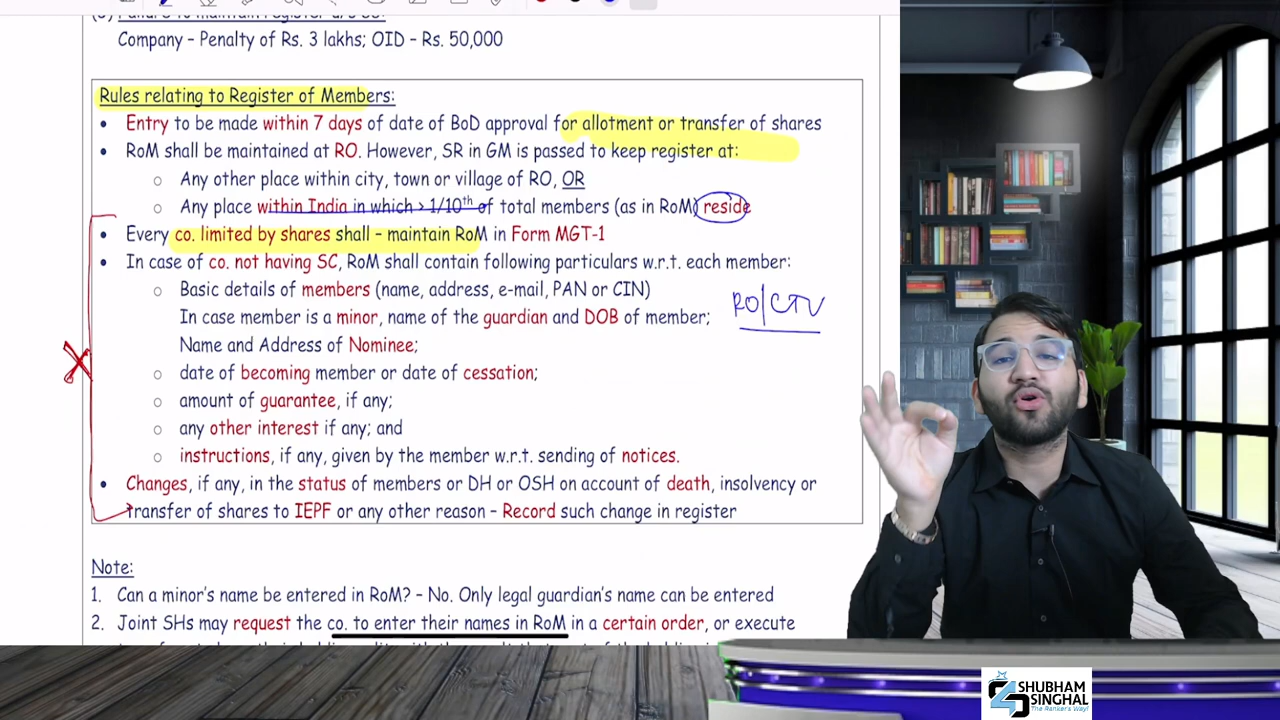 Company – Penalty of Rs. 3 lakhs; OID – Rs. 50,000
Rules relating to Register of Members:
• Entry to be made within 7 days of date of BoD approval for allotment or transfer of shares
• RoM shall be maintained at RO. However, SR in GM is passed to keep register at:
○ Any other place within city, town or village of RO, OR
○ Any place within India in which > 1/10th of total members (as in RoM) reside
• Every co. limited by shares shall – maintain RoM in Form MGT-1
• In case of co. not having SC, RoM shall contain following particulars w.r.t. each member:
○ Basic details of members (name, address, e-mail, PAN or CIN)
In case member is a minor, name of the guardian and DOB of member;
RO/CTV
Name and Address of Nominee;
○ date of becoming member or date of cessation;
○ amount of guarantee, if any;
○ any other interest if any; and
○ instructions, if any, given by the member w.r.t. sending of notices.
• Changes, if any, in the status of members or DH or OSH on account of death, insolvency or
transfer of shares to IEPF or any other reason – Record such change in register
Note:
1. Can a minor's name be entered in RoM? – No. Only legal guardian's name can be entered
2. Joint SHs may request the co. to enter their names in RoM in a certain order, or execute
SHUBHAM
SINGHAL
The Ranker's Way!